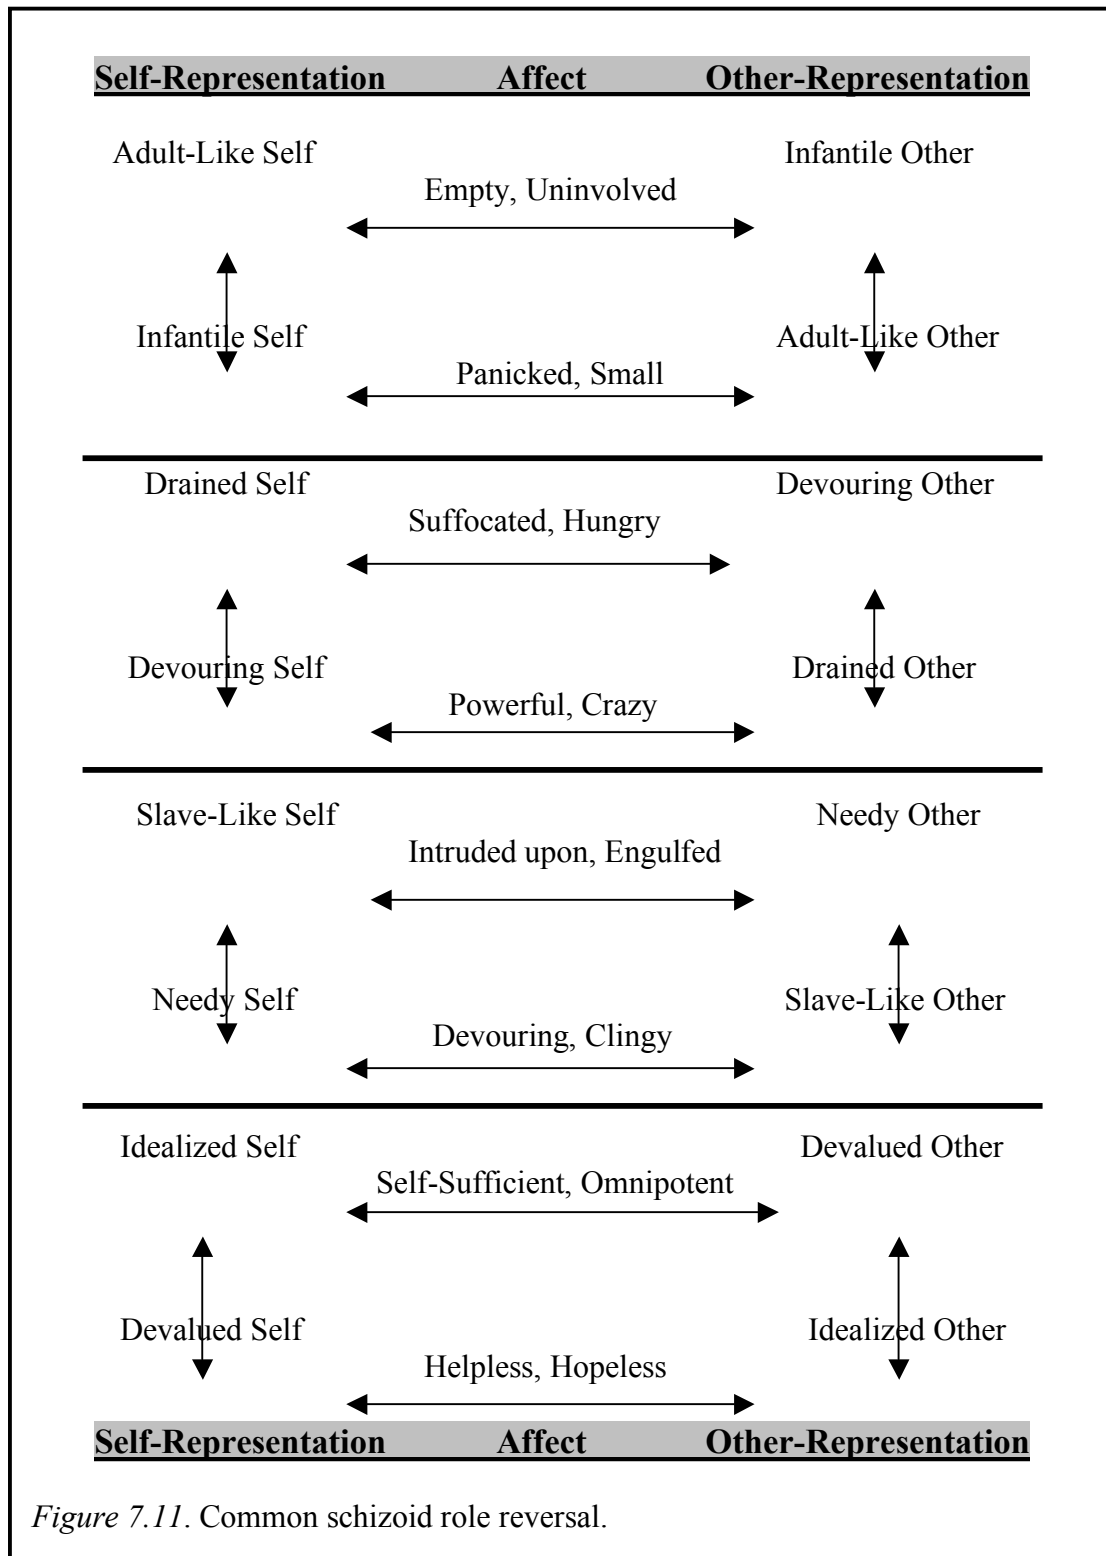 Self-Representation Affect Other-Representation
Adult-Like Self Infantile Other
Empty, Uninvolved
Infantile Self Adult-Like Other
Panicked, Small
Drained Self Devouring Other
Suffocated, Hungry
Devouring Self Drained Other
Powerful, Crazy
Slave-Like Self Needy Other
Intruded upon, Engulfed
Needy Self Slave-Like Other
Devouring, Clingy
Idealized Self Devalued Other
Self-Sufficient, Omnipotent
Devalued Self Idealized Other
Helpless, Hopeless
Self-Representation Affect Other-Representation
Figure 7.11. Common schizoid role reversal.